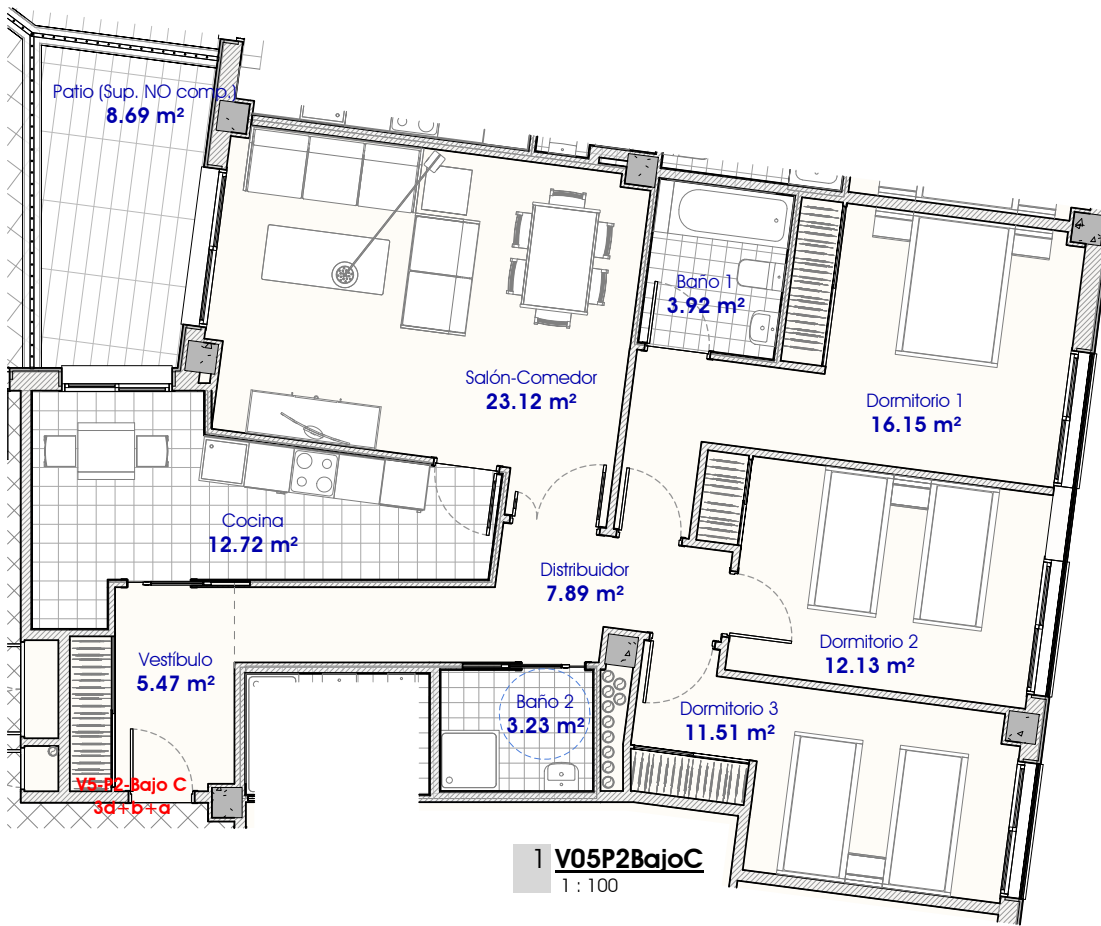 Patio (Sup. NO comp.)
8.69 m²
Baño 1
3.92 m²
Salón-Comedor
23.12 m²
Dormitorio 1
16.15 m²
Cocina
12.72 m²
Distribuidor
7.89 m²
Dormitorio 2
12.13 m²
Vestíbulo
5.47 m²
Baño 2
3.23 m²
Dormitorio 3
11.51 m²
V5-P2-Bajo C
3d+b+a
1 V05P2BajoC
1 : 100